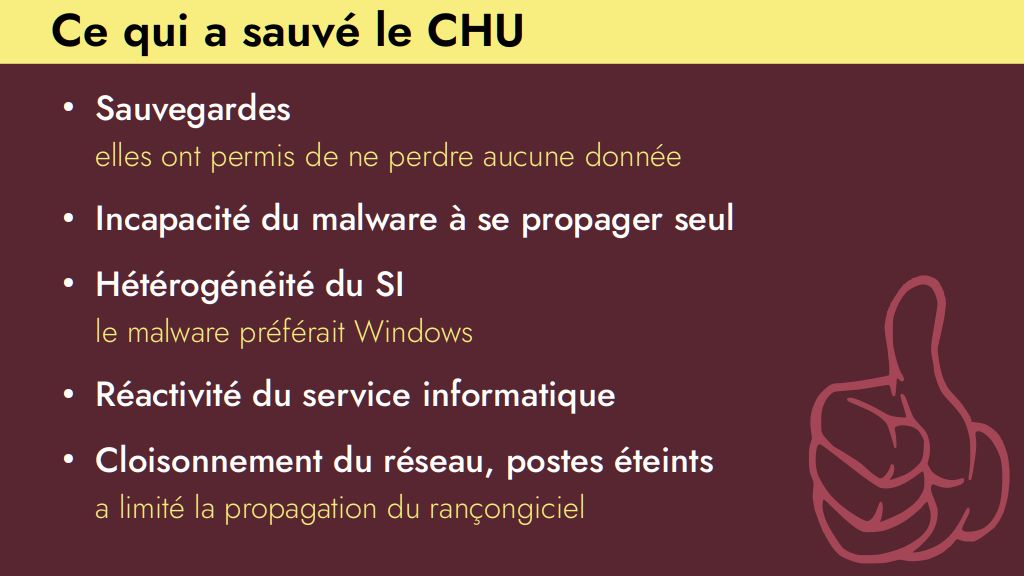 Ce qui a sauvé le CHU
• Sauvegardes
elles ont permis de ne perdre aucune donnée
• Incapacité du malware à se propager seul
• Hétérogénéité du SI
le malware préférait Windows
• Réactivité du service informatique
• Cloisonnement du réseau, postes éteints
a limité la propagation du rançongiciel